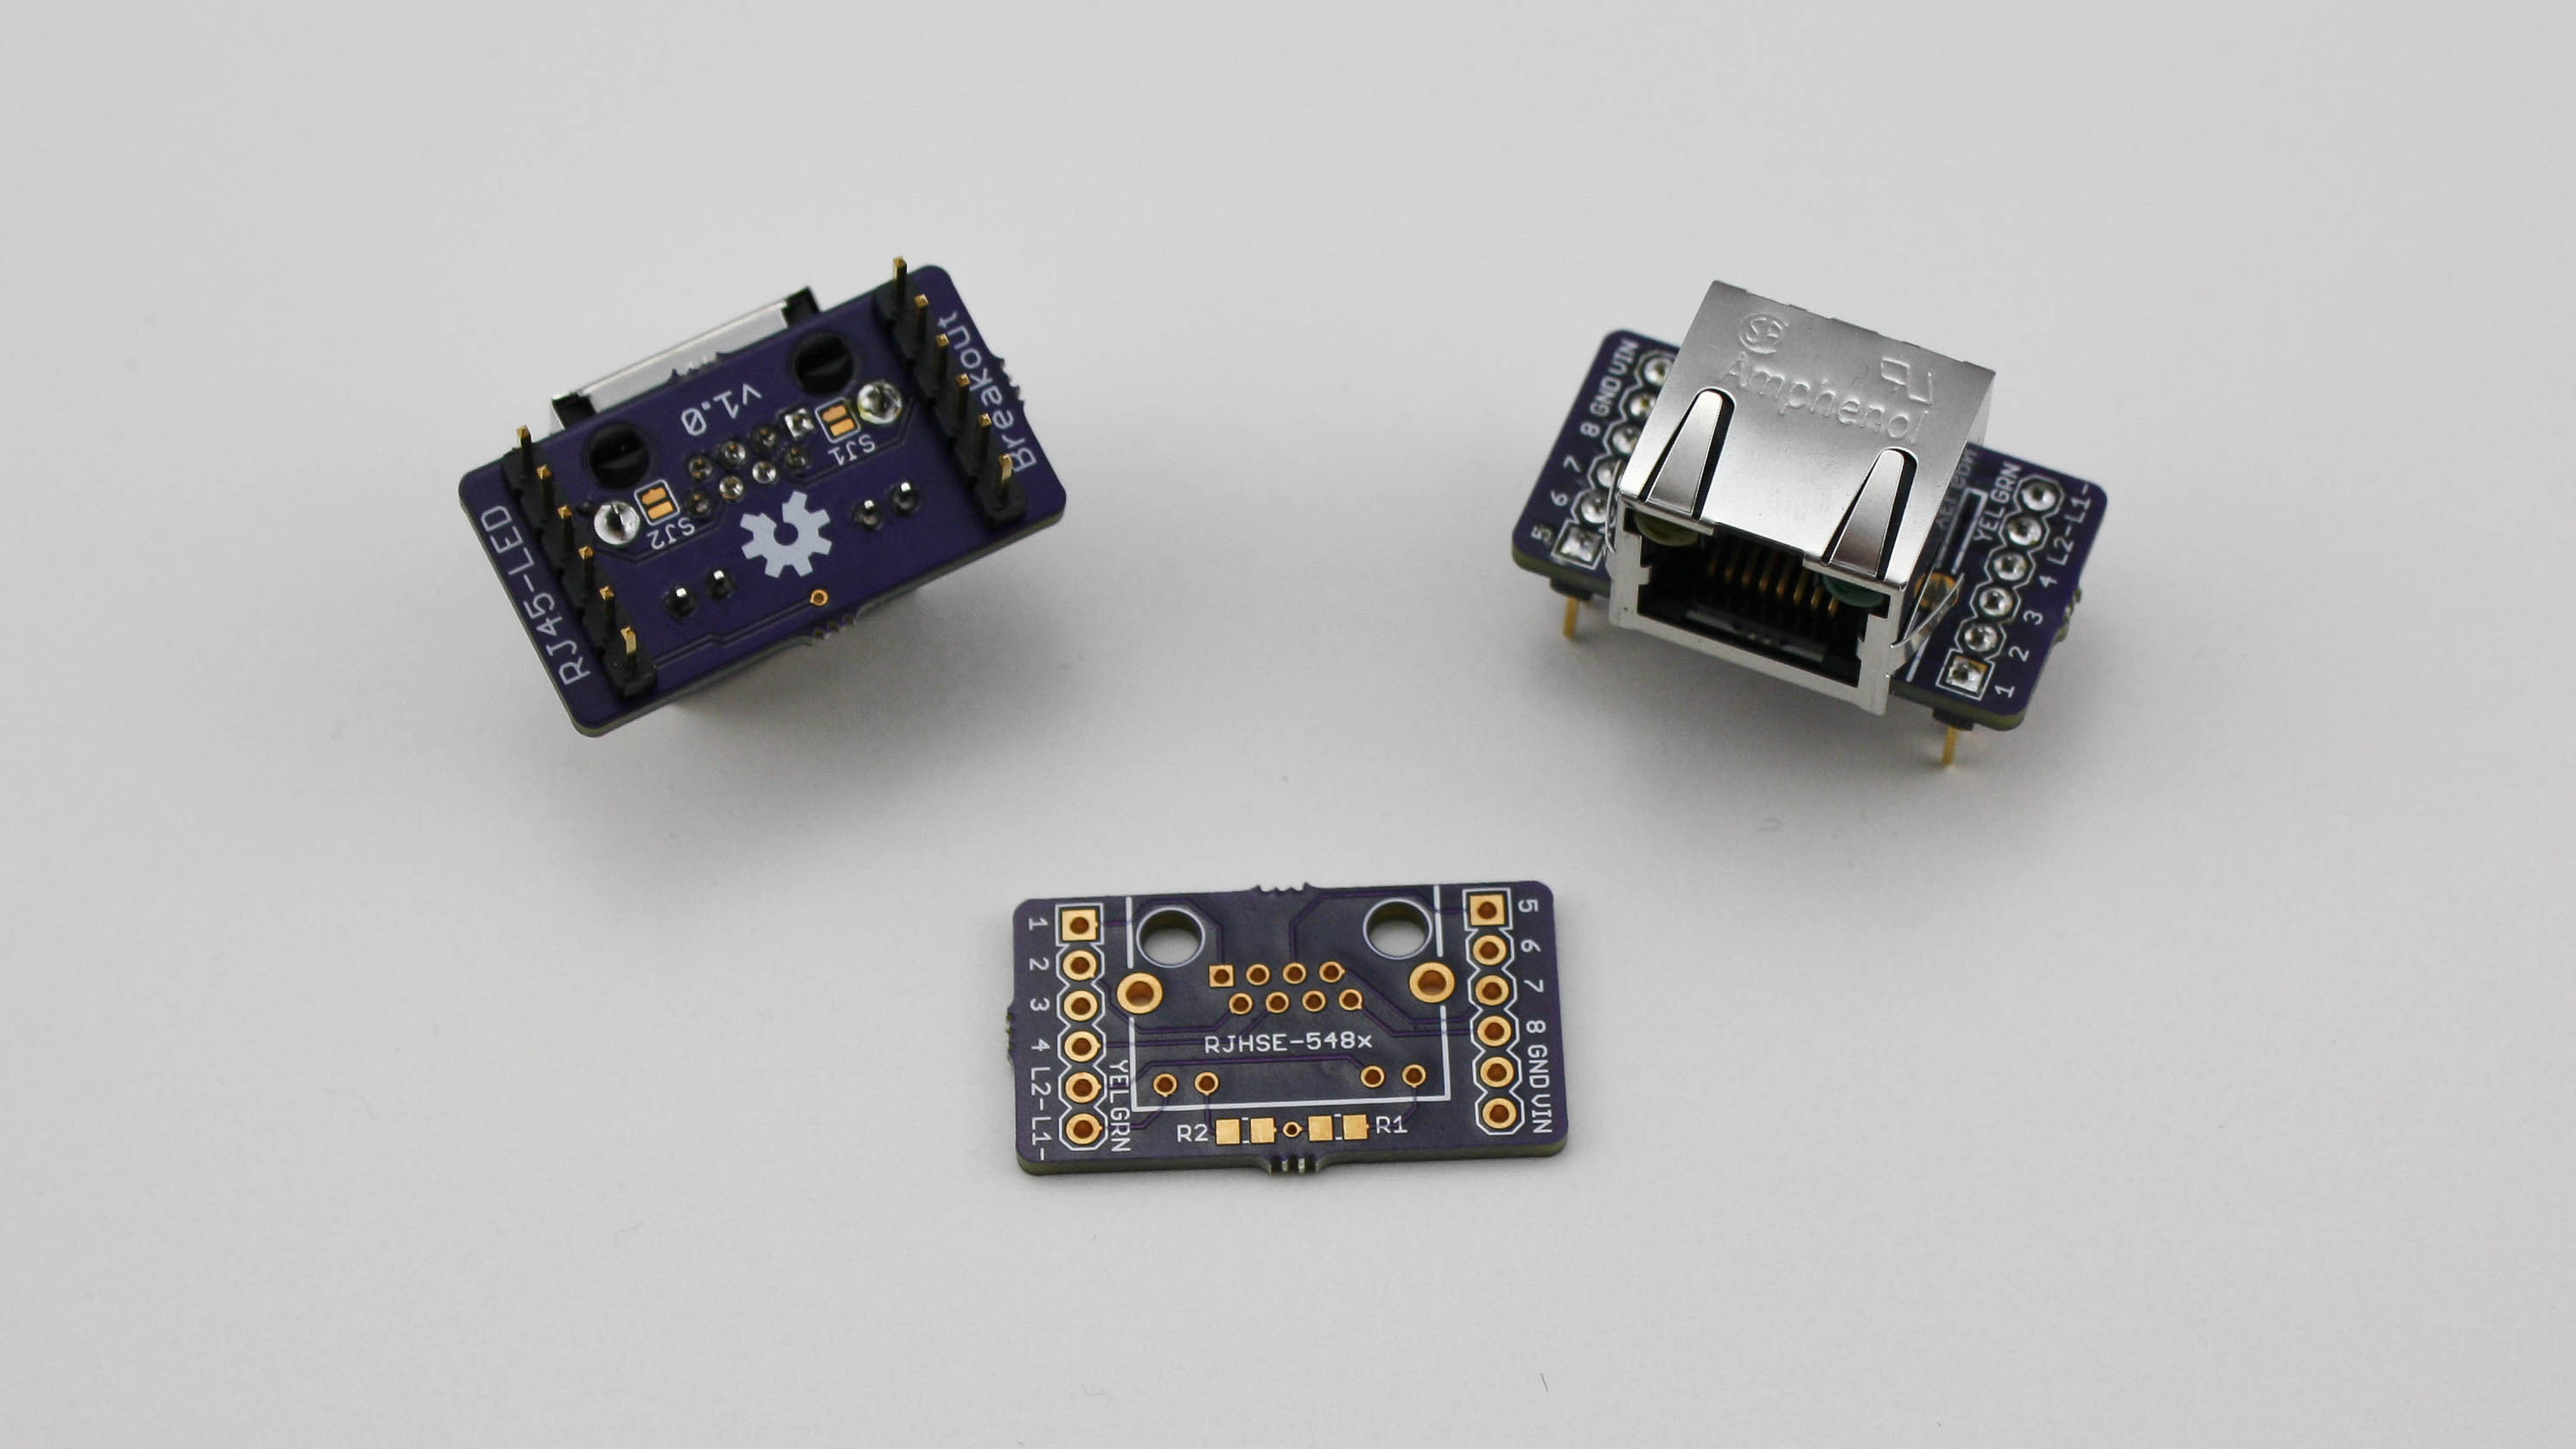 RJ45-LED
Breakout
v1.0
SJ1
SJ2
Amphenol
VIN
GND
8
7
6
5
YEL GRN
L1-
L2-
4
3
2
1
1
2
3
4
L2-
L1-
YEL GRN
RJHSE-548x
R2
R1
5
6
7
8
GND
VIN